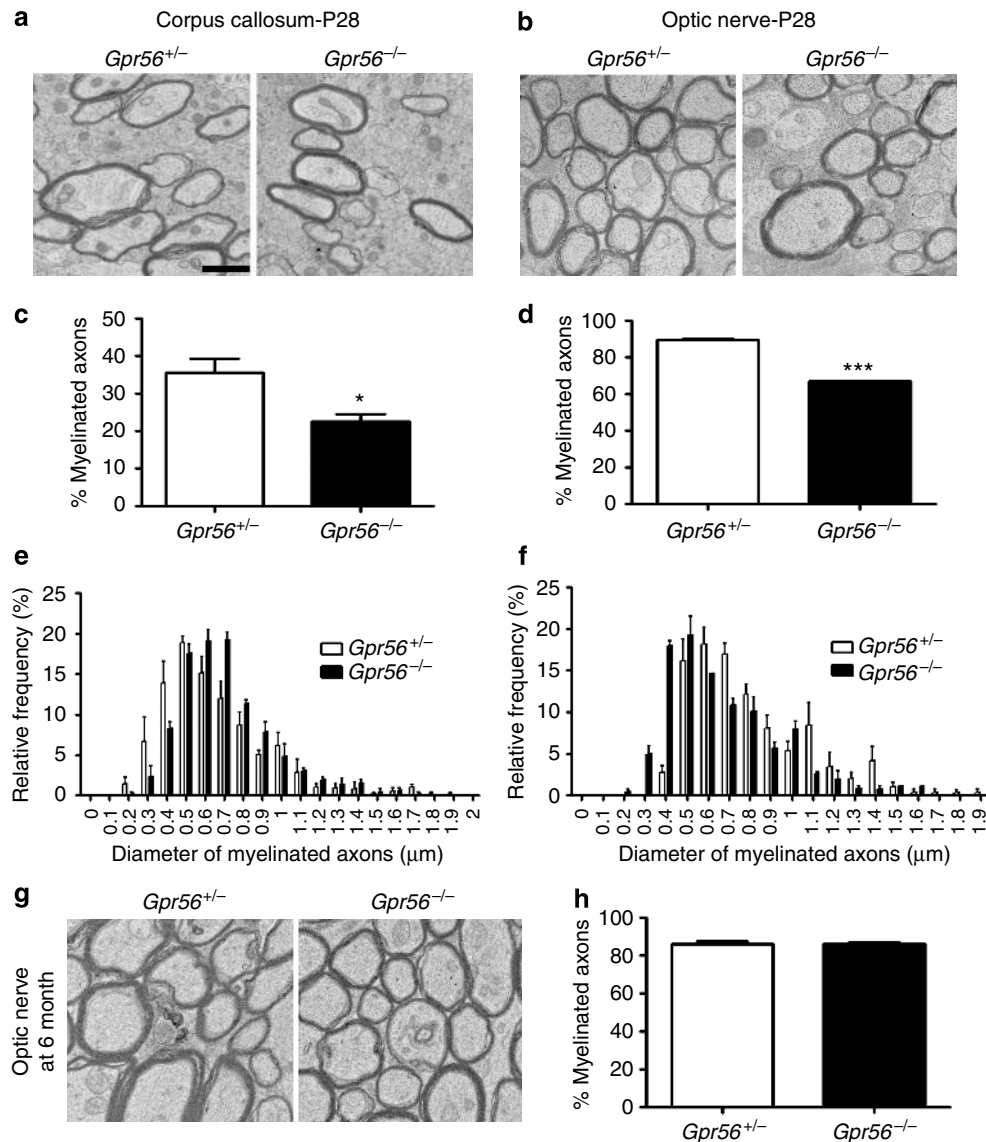 a Corpus callosum-P28
Gpr56+/– Gpr56–/–
b Optic nerve-P28
Gpr56+/– Gpr56–/–
c
% Myelinated axons
50
40
30
20
10
0
*
Gpr56+/– Gpr56–/–
d
% Myelinated axons
100
80
60
40
20
0
***
Gpr56+/– Gpr56–/–
e
Relative frequency (%)
25
20
15
10
5
0
Gpr56+/–
Gpr56–/–
0 0.1 0.2 0.3 0.4 0.5 0.6 0.7 0.8 0.9 1 1.1 1.2 1.3 1.4 1.5 1.6 1.7 1.8 1.9 2
Diameter of myelinated axons (μm)
f
Relative frequency (%)
25
20
15
10
5
0
Gpr56+/–
Gpr56–/–
0 0.1 0.2 0.3 0.4 0.5 0.6 0.7 0.8 0.9 1 1.1 1.2 1.3 1.4 1.5 1.6 1.7 1.8 1.9
Diameter of myelinated axons (μm)
g
Gpr56+/– Gpr56–/–
Optic nerve
at 6 month
h
% Myelinated axons
100
80
60
40
20
0
Gpr56+/– Gpr56–/–